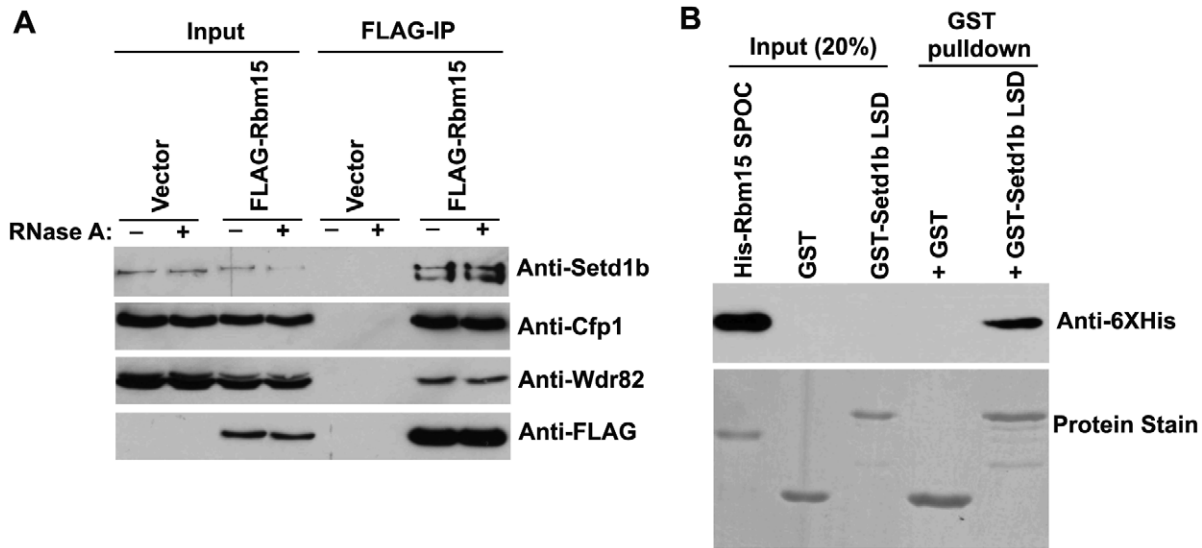 A
Input
FLAG-IP
Vector
FLAG-Rbm15
Vector
FLAG-Rbm15
RNase A: – + – + – + – +
Anti-Setd1b
Anti-Cfp1
Anti-Wdr82
Anti-FLAG
B
Input (20%)
GST
pulldown
His-Rbm15 SPOC
GST
GST-Setd1b LSD
+ GST
+ GST-Setd1b LSD
Anti-6XHis
Protein Stain